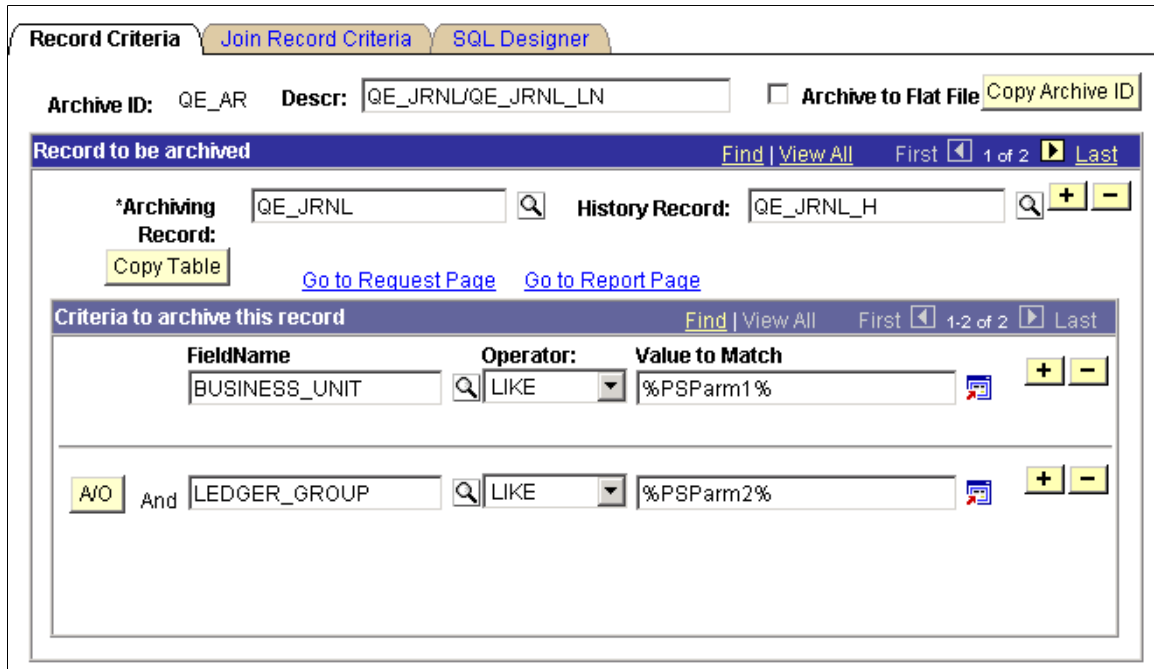 Record Criteria Join Record Criteria SQL Designer
Archive ID: QE_AR Descr: QE_JRNL/QE_JRNL_LN Archive to Flat File Copy Archive ID
Record to be archived Find | View All First 1 of 2 Last
*Archiving Record: QE_JRNL History Record: QE_JRNL_H + −
Copy Table Go to Request Page Go to Report Page
Criteria to archive this record Find | View All First 1-2 of 2 Last
FieldName Operator: Value to Match
BUSINESS_UNIT LIKE %PSParm1% + −
A/O And LEDGER_GROUP LIKE %PSParm2% + −